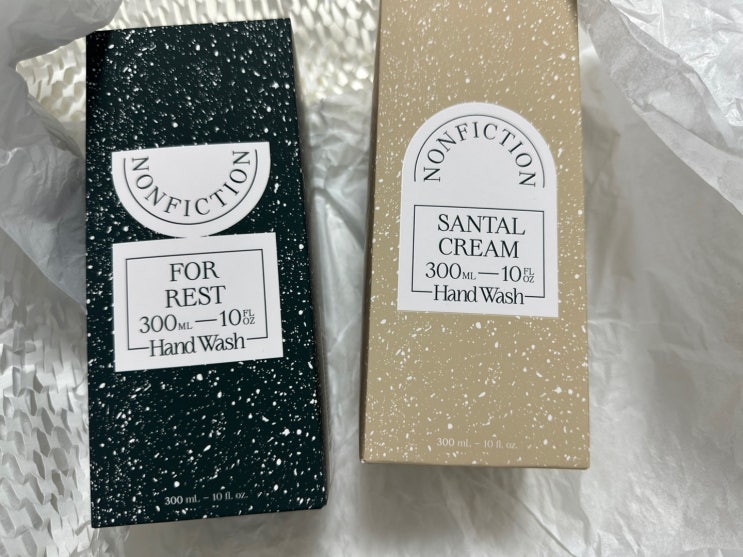 NONFICTION
FOR
REST
300ML — 10 FL OZ
Hand Wash
300 mL – 10 fl. oz.
NONFICTION
SANTAL
CREAM
300ML — 10 FL OZ
Hand Wash
300 mL – 10 fl. oz.